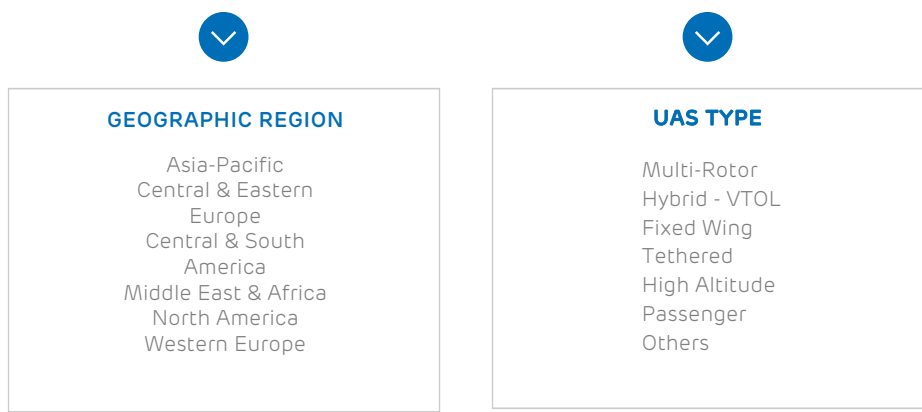 GEOGRAPHIC REGION
Asia-Pacific
Central & Eastern
Europe
Central & South
America
Middle East & Africa
North America
Western Europe
UAS TYPE
Multi-Rotor
Hybrid - VTOL
Fixed Wing
Tethered
High Altitude
Passenger
Others